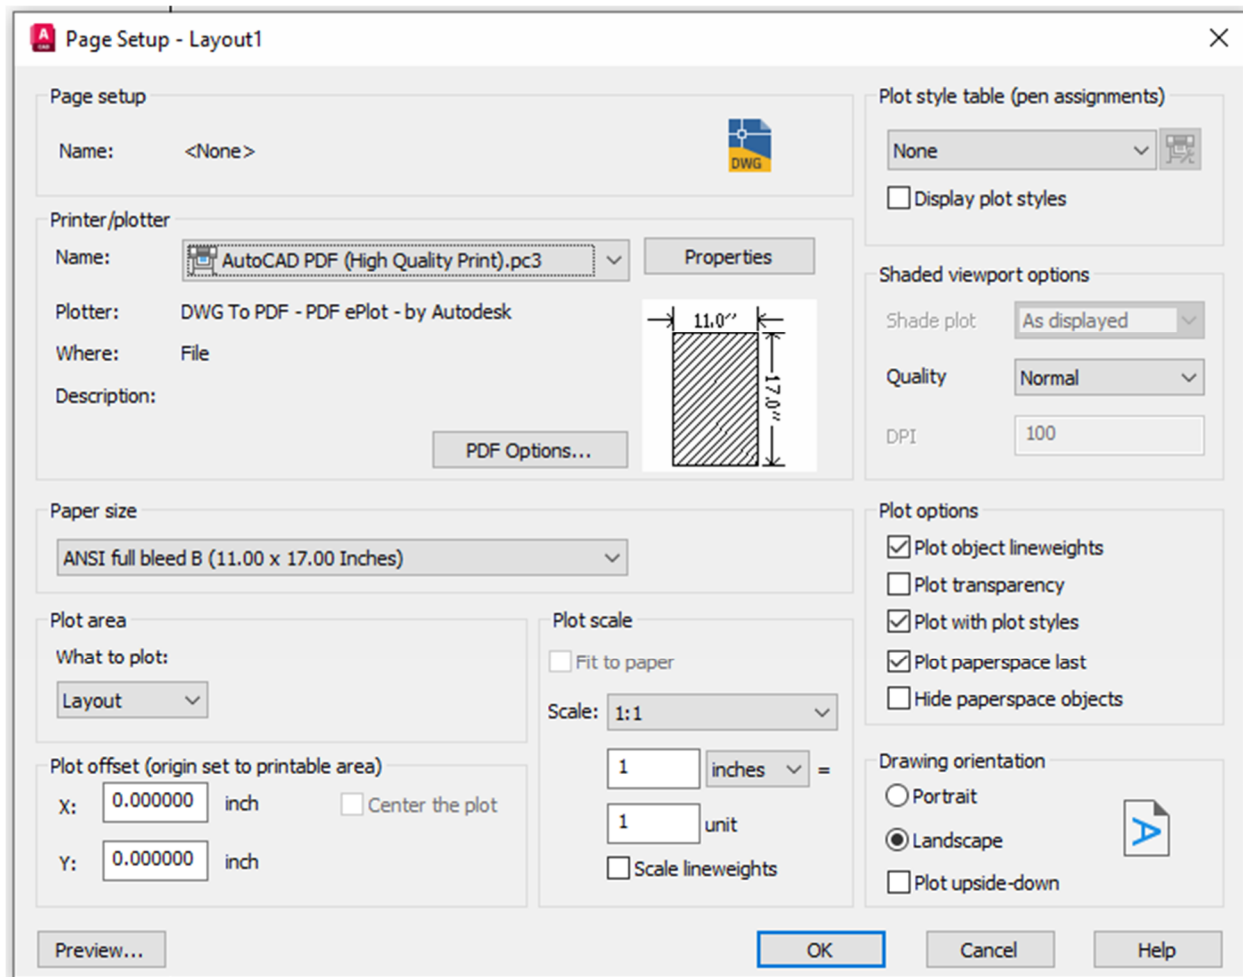 A
CAD
Page Setup - Layout1
Page setup
Name: <None>
DWG
Printer/plotter
Name: AutoCAD PDF (High Quality Print).pc3
Properties
Plotter: DWG To PDF - PDF ePlot - by Autodesk
Where: File
Description:
11.0″
17.0″
PDF Options...
Paper size
ANSI full bleed B (11.00 x 17.00 Inches)
Plot area
What to plot:
Layout
Plot offset (origin set to printable area)
X: 0.000000 inch
Center the plot
Y: 0.000000 inch
Plot scale
Fit to paper
Scale: 1:1
1 inches =
1 unit
Scale lineweights
Plot style table (pen assignments)
None
Display plot styles
Shaded viewport options
Shade plot As displayed
Quality Normal
DPI 100
Plot options
Plot object lineweights
Plot transparency
Plot with plot styles
Plot paperspace last
Hide paperspace objects
Drawing orientation
Portrait
Landscape
Plot upside-down
A
Preview...
OK
Cancel
Help